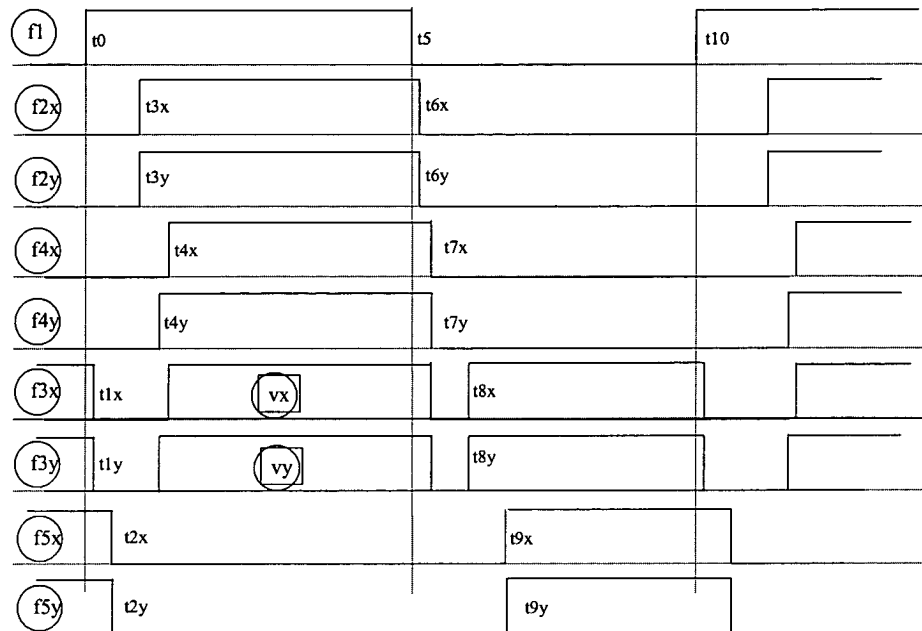 f1 t0 t5 t10
f2x t3x t6x
f2y t3y t6y
f4x t4x t7x
f4y t4y t7y
f3x t1x vx t8x
f3y t1y vy t8y
f5x t2x t9x
f5y t2y t9y